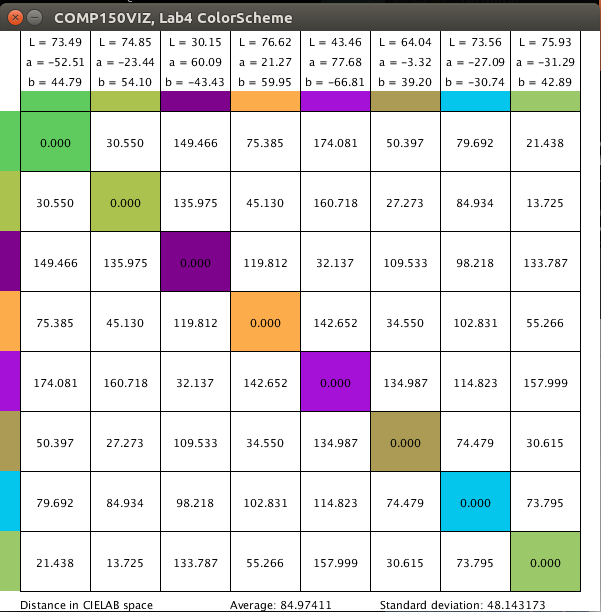 COMP150VIZ, Lab4 ColorScheme
L = 73.49 L = 74.85 L = 30.15 L = 76.62 L = 43.46 L = 64.04 L = 73.56 L = 75.93
a = -52.51 a = -23.44 a = 60.09 a = 21.27 a = 77.68 a = -3.32 a = -27.09 a = -31.29
b = 44.79 b = 54.10 b = -43.43 b = 59.95 b = -66.81 b = 39.20 b = -30.74 b = 42.89
0.000 30.550 149.466 75.385 174.081 50.397 79.692 21.438
30.550 0.000 135.975 45.130 160.718 27.273 84.934 13.725
149.466 135.975 0.000 119.812 32.137 109.533 98.218 133.787
75.385 45.130 119.812 0.000 142.652 34.550 102.831 55.266
174.081 160.718 32.137 142.652 0.000 134.987 114.823 157.999
50.397 27.273 109.533 34.550 134.987 0.000 74.479 30.615
79.692 84.934 98.218 102.831 114.823 74.479 0.000 73.795
21.438 13.725 133.787 55.266 157.999 30.615 73.795 0.000
Distance in CIELAB space Average: 84.97411 Standard deviation: 48.143173